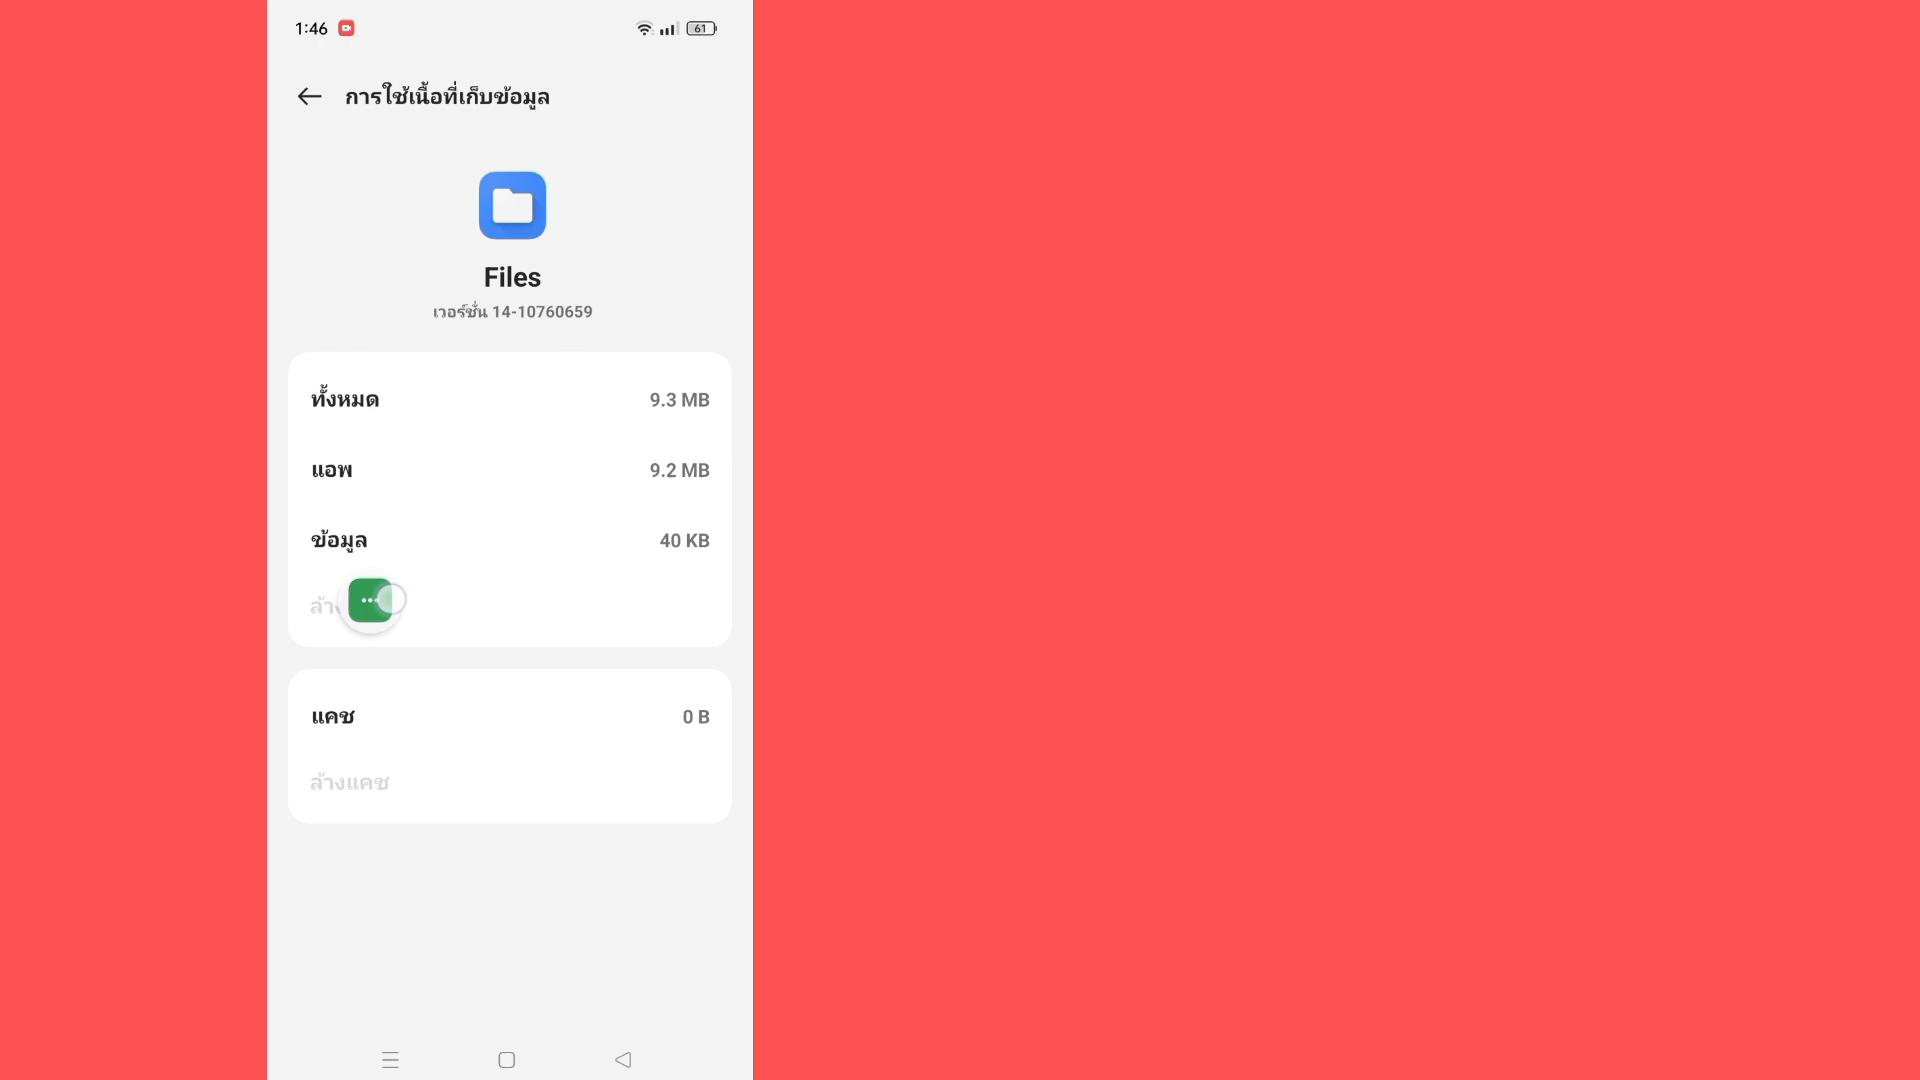 1:46
61
การใช้เนื้อที่เก็บข้อมูล
Files
เวอร์ชั่น 14-10760659
ทั้งหมด 9.3 MB
แอพ 9.2 MB
ข้อมูล 40 KB
แคช 0 B
ล้างแคช